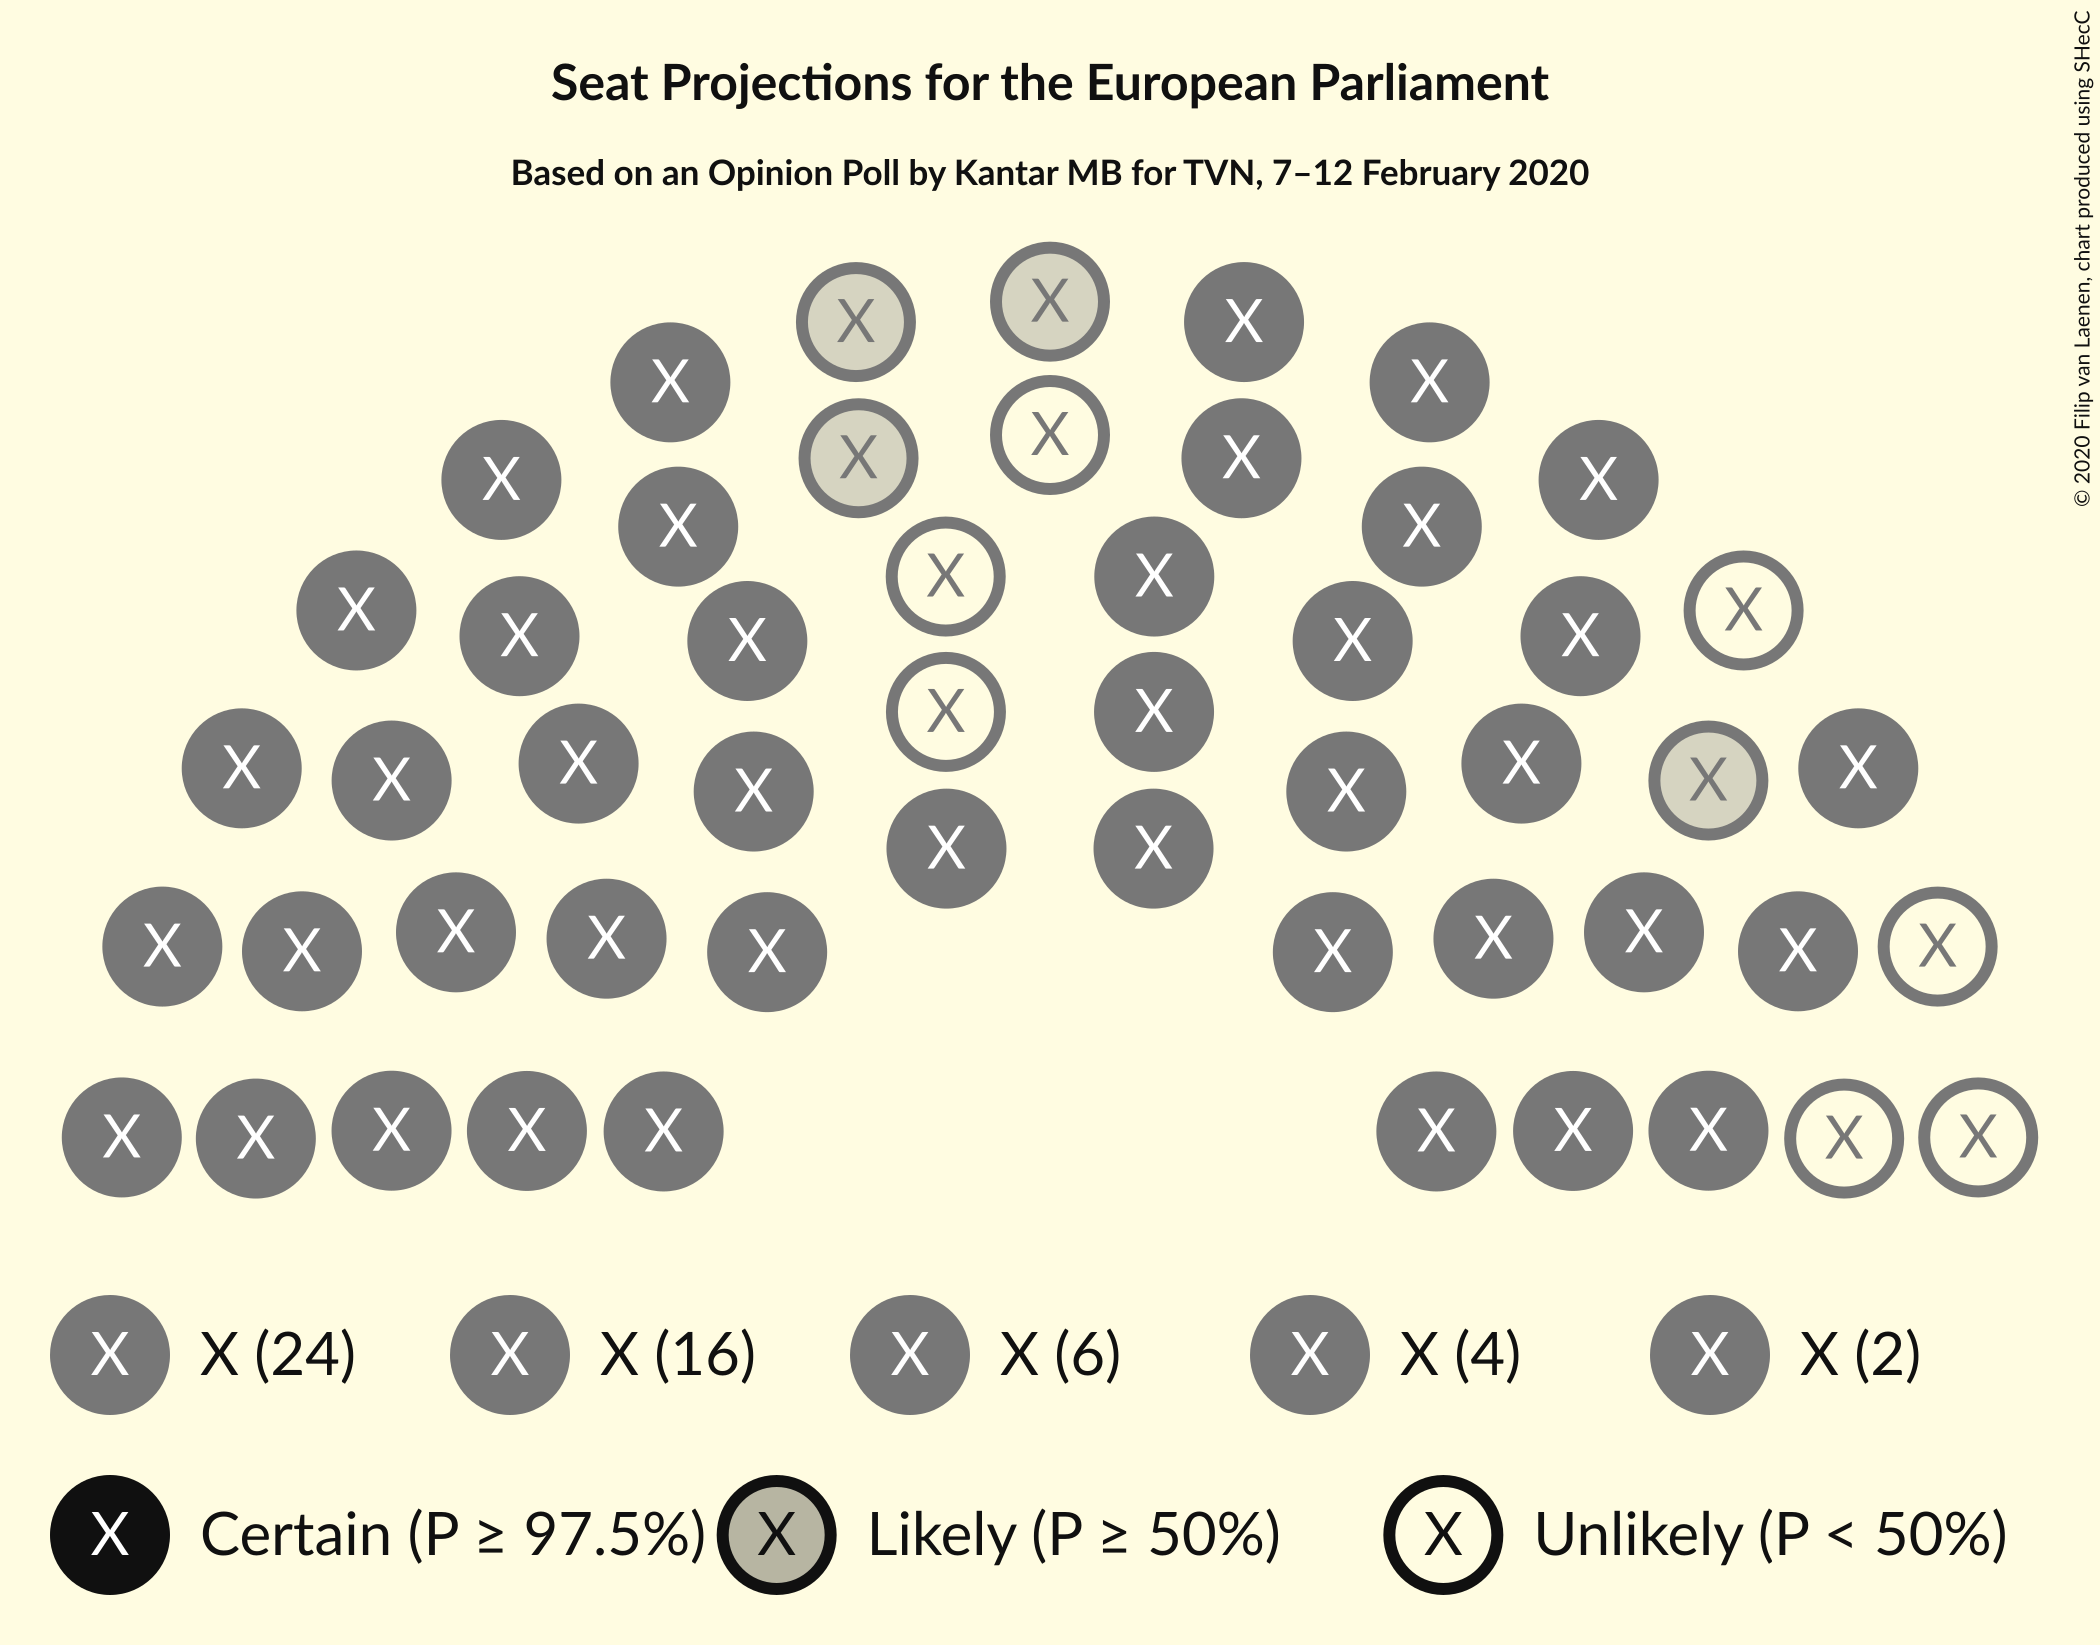 Seat Projections for the European Parliament
Based on an Opinion Poll by Kantar MB for TVN, 7–12 February 2020
© 2020 Filip van Laenen, chart produced using SHecC
X X X X X
X X X X
X X X X X
X X X X
X X X X
X X X X
X X X X X X
X X X X X X
X X
X X X X X X X X X X
X X X X X X X X X X
X X (24) X X (16) X X (6) X X (4) X X (2)
X Certain (P ≥ 97.5%) X Likely (P ≥ 50%) X Unlikely (P < 50%)